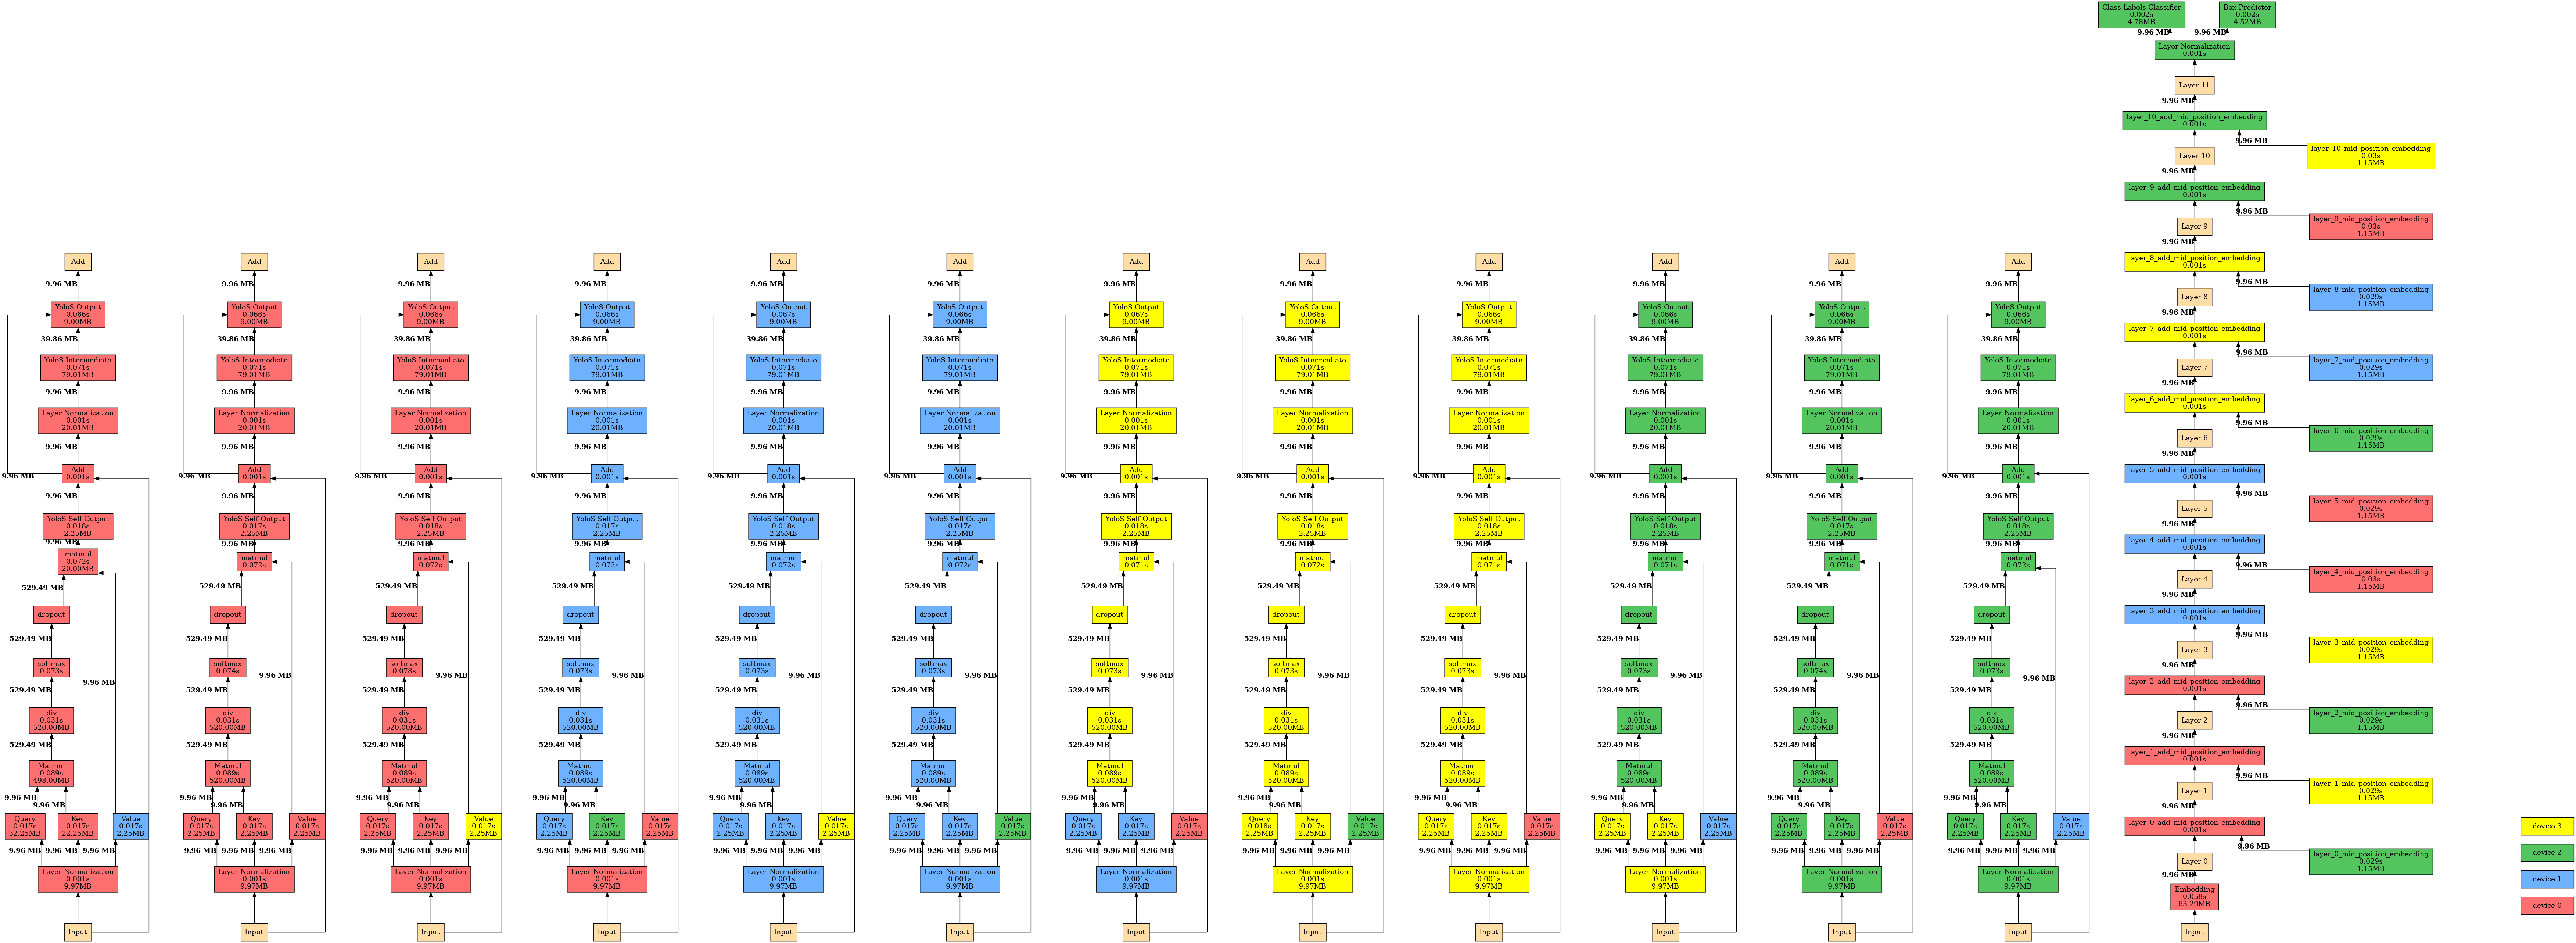 Add
9.96 MB
YoloS Output
0.066s
9.00MB
39.86 MB
YoloS Intermediate
0.071s
79.01MB
9.96 MB
Layer Normalization
0.001s
20.01MB
9.96 MB
Add
0.001s
9.96 MB
9.96 MB
YoloS Self Output
0.018s
2.25MB
9.96 MB
matmul
0.072s
20.00MB
529.49 MB
dropout
529.49 MB
softmax
0.073s
9.96 MB
529.49 MB
div
0.031s
520.00MB
529.49 MB
Matmul
0.089s
498.00MB
9.96 MB 9.96 MB
Query Key Value
0.017s 0.017s 0.017s
32.25MB 22.25MB 2.25MB
9.96 MB 9.96 MB 9.96 MB
Layer Normalization
0.001s
9.97MB
Input
Add
9.96 MB
YoloS Output
0.066s
9.00MB
39.86 MB
YoloS Intermediate
0.071s
79.01MB
9.96 MB
Layer Normalization
0.001s
20.01MB
9.96 MB
Add
0.001s
9.96 MB
9.96 MB
YoloS Self Output
0.017s
2.25MB
9.96 MB
matmul
0.072s
529.49 MB
dropout
529.49 MB
softmax
0.074s
9.96 MB
529.49 MB
div
0.031s
520.00MB
529.49 MB
Matmul
0.089s
520.00MB
9.96 MB 9.96 MB
Query Key Value
0.017s 0.017s 0.017s
2.25MB 2.25MB 2.25MB
9.96 MB 9.96 MB 9.96 MB
Layer Normalization
0.001s
9.97MB
Input
Add
9.96 MB
YoloS Output
0.066s
9.00MB
39.86 MB
YoloS Intermediate
0.071s
79.01MB
9.96 MB
Layer Normalization
0.001s
20.01MB
9.96 MB
Add
0.001s
9.96 MB
9.96 MB
YoloS Self Output
0.018s
2.25MB
9.96 MB
matmul
0.072s
529.49 MB
dropout
529.49 MB
softmax
0.078s
9.96 MB
529.49 MB
div
0.031s
520.00MB
529.49 MB
Matmul
0.089s
520.00MB
9.96 MB 9.96 MB
Query Key Value
0.017s 0.017s 0.017s
2.25MB 2.25MB 2.25MB
9.96 MB 9.96 MB 9.96 MB
Layer Normalization
0.001s
9.97MB
Input
Add
9.96 MB
YoloS Output
0.066s
9.00MB
39.86 MB
YoloS Intermediate
0.071s
79.01MB
9.96 MB
Layer Normalization
0.001s
20.01MB
9.96 MB
Add
0.001s
9.96 MB
9.96 MB
YoloS Self Output
0.017s
2.25MB
9.96 MB
matmul
0.072s
529.49 MB
dropout
529.49 MB
softmax
0.073s
9.96 MB
529.49 MB
div
0.031s
520.00MB
529.49 MB
Matmul
0.089s
520.00MB
9.96 MB 9.96 MB
Query Key Value
0.017s 0.017s 0.017s
2.25MB 2.25MB 2.25MB
9.96 MB 9.96 MB 9.96 MB
Layer Normalization
0.001s
9.97MB
Input
Add
9.96 MB
YoloS Output
0.067s
9.00MB
39.86 MB
YoloS Intermediate
0.071s
79.01MB
9.96 MB
Layer Normalization
0.001s
20.01MB
9.96 MB
Add
0.001s
9.96 MB
9.96 MB
YoloS Self Output
0.018s
2.25MB
9.96 MB
matmul
0.072s
529.49 MB
dropout
529.49 MB
softmax
0.073s
9.96 MB
529.49 MB
div
0.031s
520.00MB
529.49 MB
Matmul
0.089s
520.00MB
9.96 MB 9.96 MB
Query Key Value
0.017s 0.017s 0.017s
2.25MB 2.25MB 2.25MB
9.96 MB 9.96 MB 9.96 MB
Layer Normalization
0.001s
9.97MB
Input
Add
9.96 MB
YoloS Output
0.066s
9.00MB
39.86 MB
YoloS Intermediate
0.071s
79.01MB
9.96 MB
Layer Normalization
0.001s
20.01MB
9.96 MB
Add
0.001s
9.96 MB
9.96 MB
YoloS Self Output
0.017s
2.25MB
9.96 MB
matmul
0.072s
529.49 MB
dropout
529.49 MB
softmax
0.073s
9.96 MB
529.49 MB
div
0.031s
520.00MB
529.49 MB
Matmul
0.089s
520.00MB
9.96 MB 9.96 MB
Query Key Value
0.017s 0.017s 0.017s
2.25MB 2.25MB 2.25MB
9.96 MB 9.96 MB 9.96 MB
Layer Normalization
0.001s
9.97MB
Input
Add
9.96 MB
YoloS Output
0.067s
9.00MB
39.86 MB
YoloS Intermediate
0.071s
79.01MB
9.96 MB
Layer Normalization
0.001s
20.01MB
9.96 MB
Add
0.001s
9.96 MB
9.96 MB
YoloS Self Output
0.018s
2.25MB
9.96 MB
matmul
0.071s
529.49 MB
dropout
529.49 MB
softmax
0.073s
9.96 MB
529.49 MB
div
0.031s
520.00MB
529.49 MB
Matmul
0.089s
520.00MB
9.96 MB 9.96 MB
Query Key Value
0.017s 0.017s 0.017s
2.25MB 2.25MB 2.25MB
9.96 MB 9.96 MB 9.96 MB
Layer Normalization
0.001s
9.97MB
Input
Add
9.96 MB
YoloS Output
0.066s
9.00MB
39.86 MB
YoloS Intermediate
0.071s
79.01MB
9.96 MB
Layer Normalization
0.001s
20.01MB
9.96 MB
Add
0.001s
9.96 MB
9.96 MB
YoloS Self Output
0.018s
2.25MB
9.96 MB
matmul
0.072s
529.49 MB
dropout
529.49 MB
softmax
0.073s
9.96 MB
529.49 MB
div
0.031s
520.00MB
529.49 MB
Matmul
0.089s
520.00MB
9.96 MB 9.96 MB
Query Key Value
0.018s 0.017s 0.017s
2.25MB 2.25MB 2.25MB
9.96 MB 9.96 MB 9.96 MB
Layer Normalization
0.001s
9.97MB
Input
Add
9.96 MB
YoloS Output
0.066s
9.00MB
39.86 MB
YoloS Intermediate
0.071s
79.01MB
9.96 MB
Layer Normalization
0.001s
20.01MB
9.96 MB
Add
0.001s
9.96 MB
9.96 MB
YoloS Self Output
0.018s
2.25MB
9.96 MB
matmul
0.071s
529.49 MB
dropout
529.49 MB
softmax
0.073s
9.96 MB
529.49 MB
div
0.031s
520.00MB
529.49 MB
Matmul
0.089s
520.00MB
9.96 MB 9.96 MB
Query Key Value
0.017s 0.017s 0.017s
2.25MB 2.25MB 2.25MB
9.96 MB 9.96 MB 9.96 MB
Layer Normalization
0.001s
9.97MB
Input
Add
9.96 MB
YoloS Output
0.066s
9.00MB
39.86 MB
YoloS Intermediate
0.071s
79.01MB
9.96 MB
Layer Normalization
0.001s
20.01MB
9.96 MB
Add
0.001s
9.96 MB
9.96 MB
YoloS Self Output
0.018s
2.25MB
9.96 MB
matmul
0.071s
529.49 MB
dropout
529.49 MB
softmax
0.073s
9.96 MB
529.49 MB
div
0.031s
520.00MB
529.49 MB
Matmul
0.089s
520.00MB
9.96 MB 9.96 MB
Query Key Value
0.017s 0.017s 0.017s
2.25MB 2.25MB 2.25MB
9.96 MB 9.96 MB 9.96 MB
Layer Normalization
0.001s
9.97MB
Input
Add
9.96 MB
YoloS Output
0.066s
9.00MB
39.86 MB
YoloS Intermediate
0.071s
79.01MB
9.96 MB
Layer Normalization
0.001s
20.01MB
9.96 MB
Add
0.001s
9.96 MB
9.96 MB
YoloS Self Output
0.017s
2.25MB
9.96 MB
matmul
0.071s
529.49 MB
dropout
529.49 MB
softmax
0.074s
9.96 MB
529.49 MB
div
0.031s
520.00MB
529.49 MB
Matmul
0.089s
520.00MB
9.96 MB 9.96 MB
Query Key Value
0.017s 0.017s 0.017s
2.25MB 2.25MB 2.25MB
9.96 MB 9.96 MB 9.96 MB
Layer Normalization
0.001s
9.97MB
Input
Add
9.96 MB
YoloS Output
0.066s
9.00MB
39.86 MB
YoloS Intermediate
0.071s
79.01MB
9.96 MB
Layer Normalization
0.001s
20.01MB
9.96 MB
Add
0.001s
9.96 MB
9.96 MB
YoloS Self Output
0.018s
2.25MB
9.96 MB
matmul
0.072s
529.49 MB
dropout
529.49 MB
softmax
0.073s
9.96 MB
529.49 MB
div
0.031s
520.00MB
529.49 MB
Matmul
0.089s
520.00MB
9.96 MB 9.96 MB
Query Key Value
0.017s 0.017s 0.017s
2.25MB 2.25MB 2.25MB
9.96 MB 9.96 MB 9.96 MB
Layer Normalization
0.001s
9.97MB
Input
Class Labels Classifier Box Predictor
0.002s 0.002s
4.78MB 4.52MB
9.96 MB 9.96 MB
Layer Normalization
0.001s
Layer 11
9.96 MB
layer_10_add_mid_position_embedding
0.001s
9.96 MB
layer_10_mid_position_embedding
0.03s
1.15MB
Layer 10
9.96 MB
layer_9_add_mid_position_embedding
0.001s
9.96 MB
layer_9_mid_position_embedding
0.03s
1.15MB
Layer 9
9.96 MB
layer_8_add_mid_position_embedding
0.001s
9.96 MB
layer_8_mid_position_embedding
0.029s
1.15MB
Layer 8
9.96 MB
layer_7_add_mid_position_embedding
0.001s
9.96 MB
layer_7_mid_position_embedding
0.029s
1.15MB
Layer 7
9.96 MB
layer_6_add_mid_position_embedding
0.001s
9.96 MB
layer_6_mid_position_embedding
0.029s
1.15MB
Layer 6
9.96 MB
layer_5_add_mid_position_embedding
0.001s
9.96 MB
layer_5_mid_position_embedding
0.029s
1.15MB
Layer 5
9.96 MB
layer_4_add_mid_position_embedding
0.001s
9.96 MB
layer_4_mid_position_embedding
0.03s
1.15MB
Layer 4
9.96 MB
layer_3_add_mid_position_embedding
0.001s
9.96 MB
layer_3_mid_position_embedding
0.029s
1.15MB
Layer 3
9.96 MB
layer_2_add_mid_position_embedding
0.001s
9.96 MB
layer_2_mid_position_embedding
0.029s
1.15MB
Layer 2
9.96 MB
layer_1_add_mid_position_embedding
0.001s
9.96 MB
layer_1_mid_position_embedding
0.029s
1.15MB
Layer 1
9.96 MB
layer_0_add_mid_position_embedding
0.001s
9.96 MB
layer_0_mid_position_embedding
0.029s
1.15MB
Layer 0
9.96 MB
Embedding
0.058s
63.29MB
Input
device 3
device 2
device 1
device 0